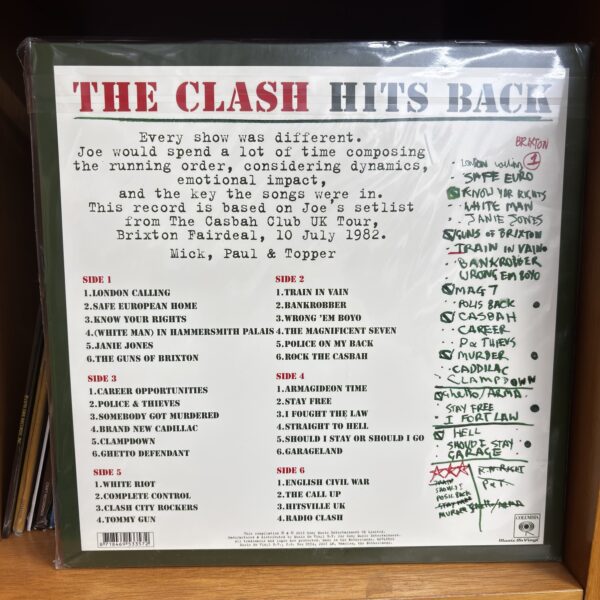 THE CLASH HITS BACK
Every show was different.
Joe would spend a lot of time composing
the running order, considering dynamics,
emotional impact,
and the key the songs were in.
This record is based on Joe's setlist
from The Casbah Club UK Tour,
Brixton Fairdeal, 10 July 1982.
Mick, Paul & Topper
SIDE 1
1.LONDON CALLING
2.SAFE EUROPEAN HOME
3.KNOW YOUR RIGHTS
4.(WHITE MAN) IN HAMMERSMITH PALAIS
5.JANIE JONES
6.THE GUNS OF BRIXTON
SIDE 2
1.TRAIN IN VAIN
2.BANKROBBER
3.WRONG 'EM BOYO
4.THE MAGNIFICENT SEVEN
5.POLICE ON MY BACK
6.ROCK THE CASBAH
SIDE 3
1.CAREER OPPORTUNITIES
2.POLICE & THIEVES
3.SOMEBODY GOT MURDERED
4.BRAND NEW CADILLAC
5.CLAMPDOWN
6.GHETTO DEFENDANT
SIDE 4
1.ARMAGIDEON TIME
2.STAY FREE
3.I FOUGHT THE LAW
4.STRAIGHT TO HELL
5.SHOULD I STAY OR SHOULD I GO
6.GARAGELAND
SIDE 5
1.WHITE RIOT
2.COMPLETE CONTROL
3.CLASH CITY ROCKERS
4.TOMMY GUN
SIDE 6
1.ENGLISH CIVIL WAR
2.THE CALL UP
3.HITSVILLE UK
4.RADIO CLASH
BRIXTON
1
LONDON
SAFE EURO
KNOW YOR RIGHTS
WHITE MAN
JANIE JONES
GUNS OF BRIXTON
TRAIN IN VAIN
BANKROBBER
WRONG EM BOYO
MAG 7
POLIS BACK
CASBAH
CAREER
P & THIEVS
MURDER
CADDILAC
CLAMPDOWN
Ghetto/ARMA
STAY FREE
I FORT LAW
HELL
SHOUD I STAY
GARAGE
8 718469 533572
COLUMBIA
Music On Vinyl